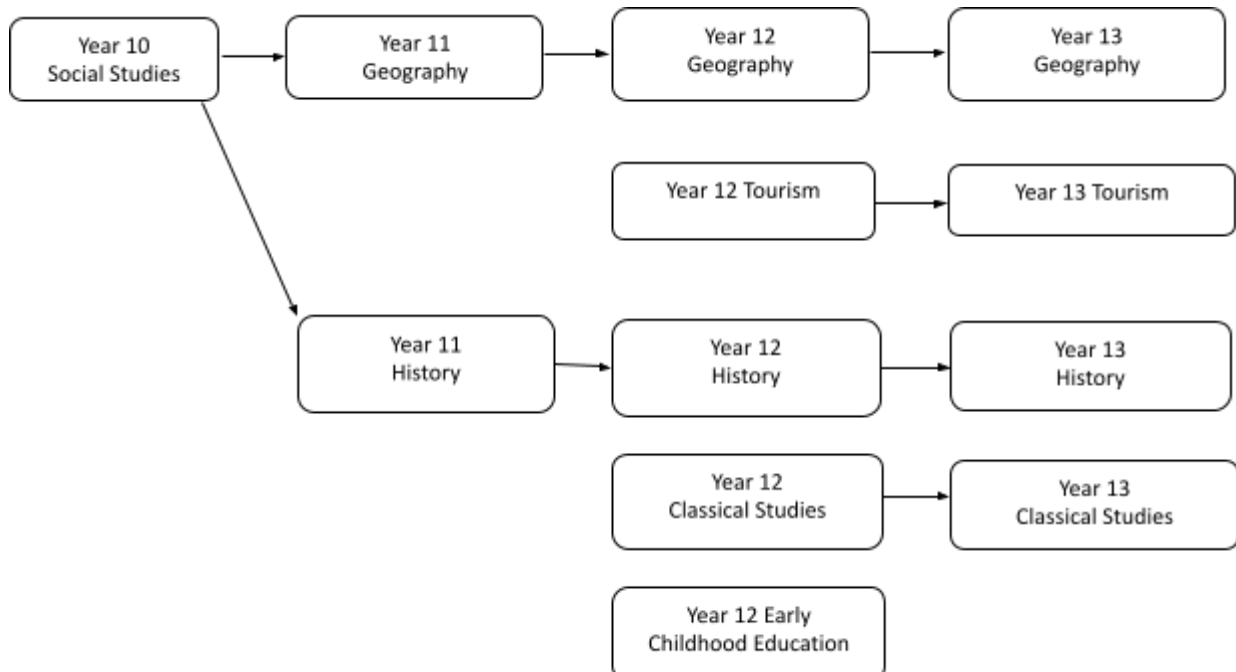 Year 10
Social Studies
Year 11
Geography
Year 12
Geography
Year 13
Geography
Year 12 Tourism
Year 13 Tourism
Year 11
History
Year 12
History
Year 13
History
Year 12
Classical Studies
Year 13
Classical Studies
Year 12 Early
Childhood Education